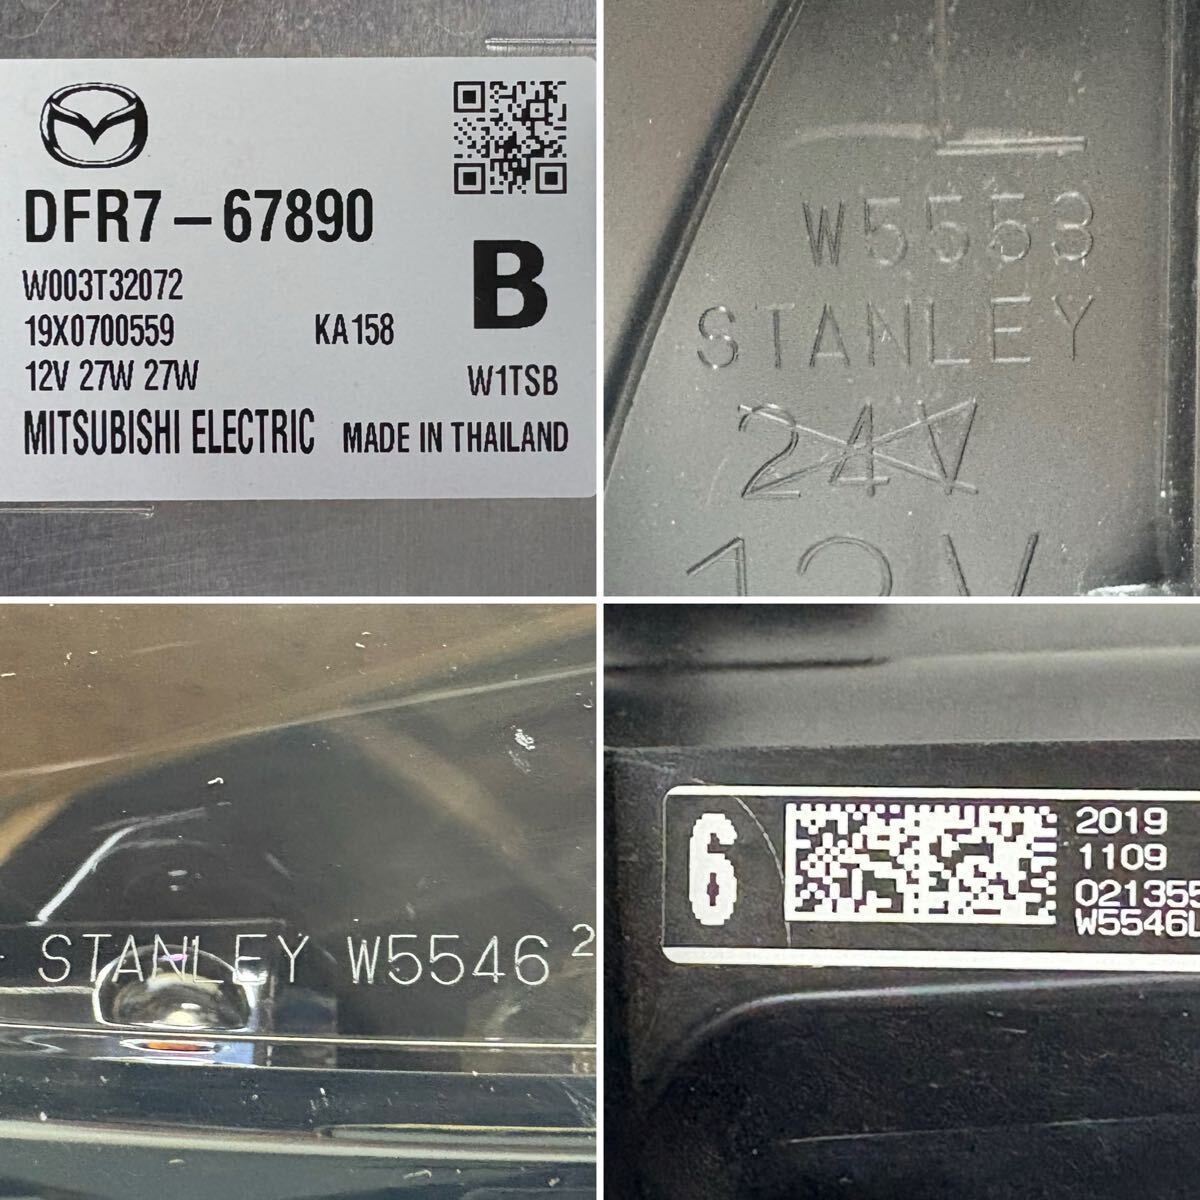 DFR7-67890
W003T32072
19X0700559 KA158
12V 27W 27W
B
W1TSB
MITSUBISHI ELECTRIC MADE IN THAILAND
W5553
STANLEY
24V
12V
STANLEY W5546 2
6
2019
1109
021355
W5546L